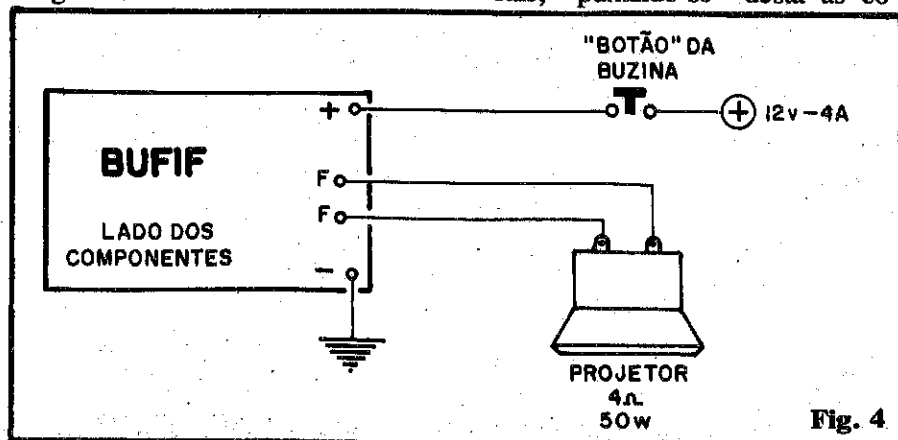 "BOTÃO" DA
BUZINA
+
+ 12v-4A
BUFIF
F
F
LADO DOS
COMPONENTES
-
PROJETOR
4Ω
50w
Fig. 4